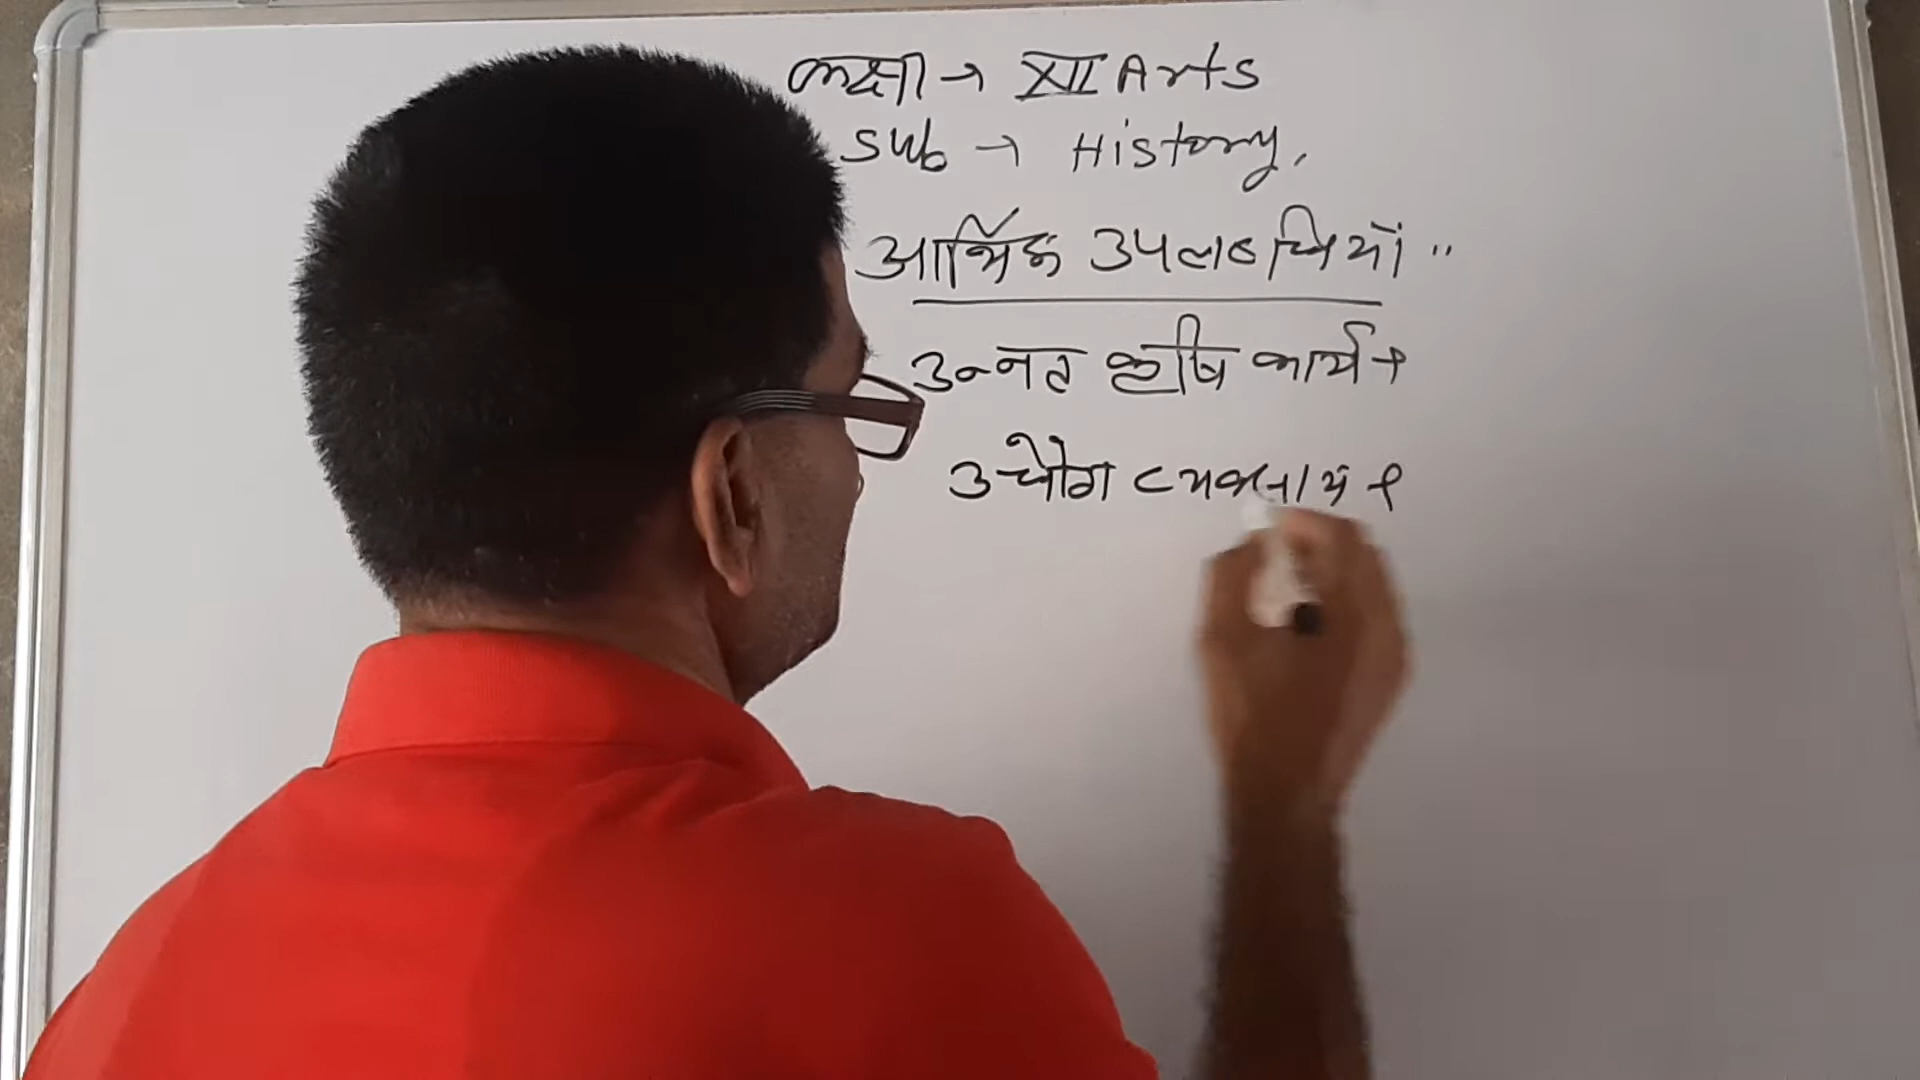 कक्षा → XII Arts
Sub → History,
आर्थिक उपलब्धियाँ "
उन्नत कृषि कार्य →
उद्योग व्यवसाय